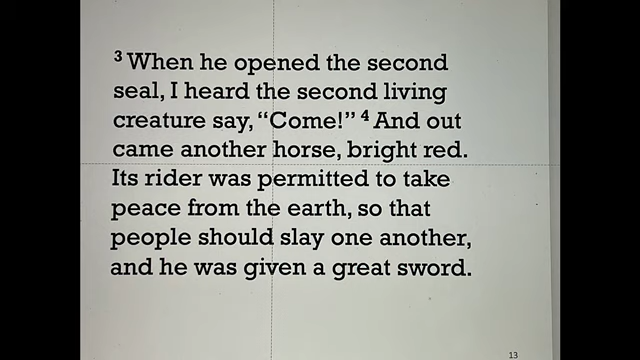 ³ When he opened the second
seal, I heard the second living
creature say, “Come!” ⁴ And out
came another horse, bright red.
Its rider was permitted to take
peace from the earth, so that
people should slay one another,
and he was given a great sword.
13